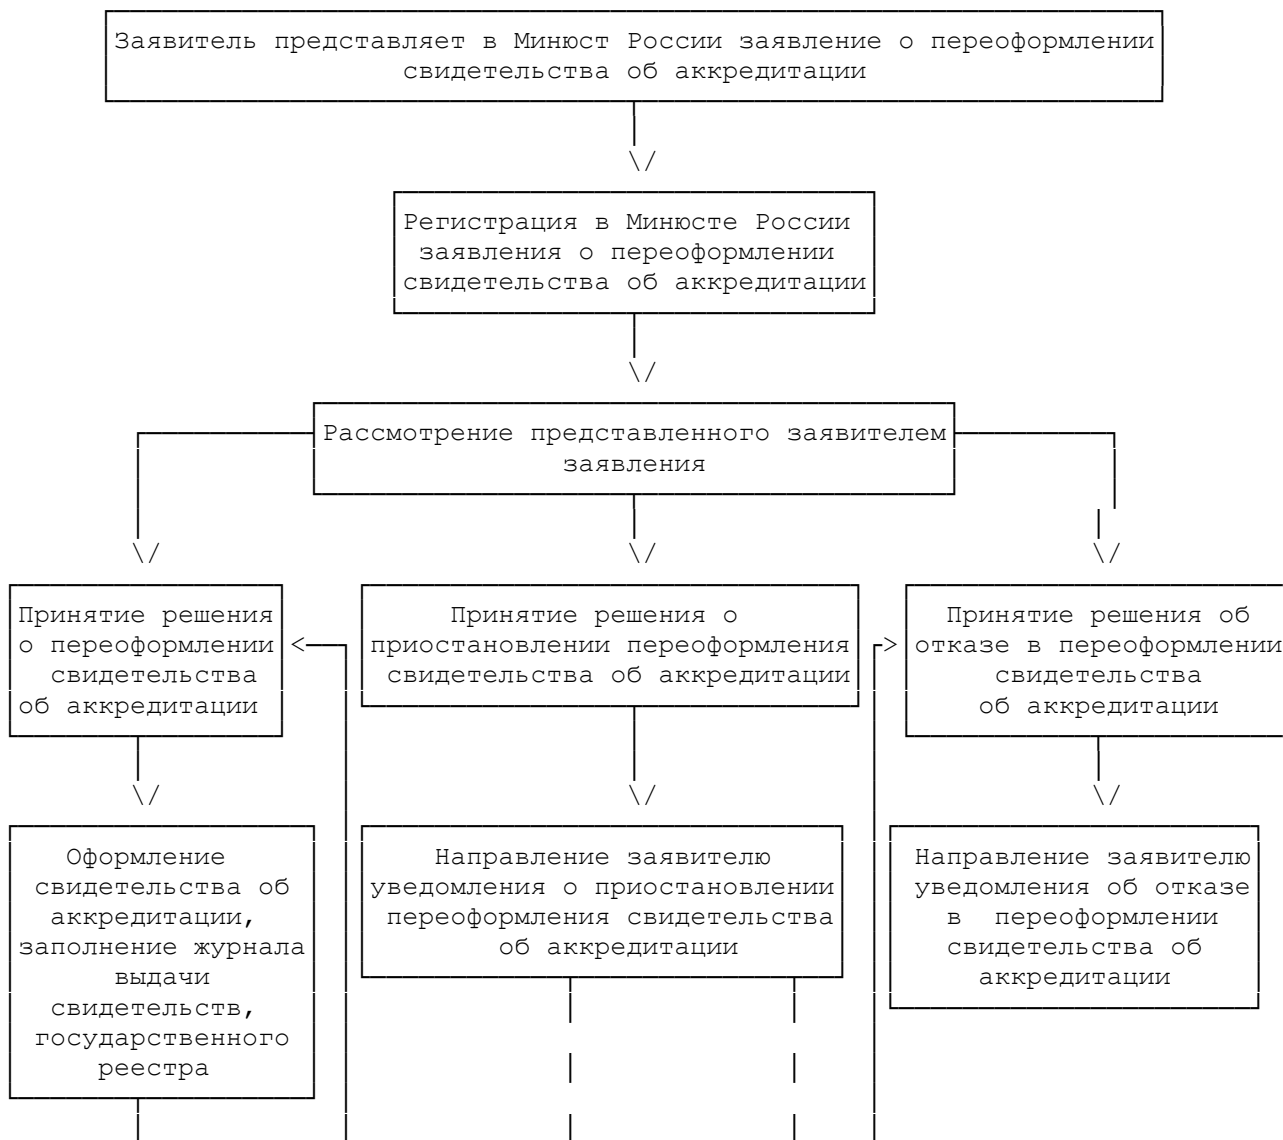 Заявитель представляет в Минюст России заявление о переоформлении
свидетельства об аккредитации
Регистрация в Минюсте России
заявления о переоформлении
свидетельства об аккредитации
Рассмотрение представленного заявителем
заявления
Принятие решения
о переоформлении
свидетельства
об аккредитации
Принятие решения о
приостановлении переоформления
свидетельства об аккредитации
Принятие решения об
отказе в переоформлении
свидетельства
об аккредитации
Оформление
свидетельства об
аккредитации,
заполнение журнала
выдачи
свидетельств,
государственного
реестра
Направление заявителю
уведомления о приостановлении
переоформления свидетельства
об аккредитации
Направление заявителю
уведомления об отказе
в переоформлении
свидетельства об
аккредитации